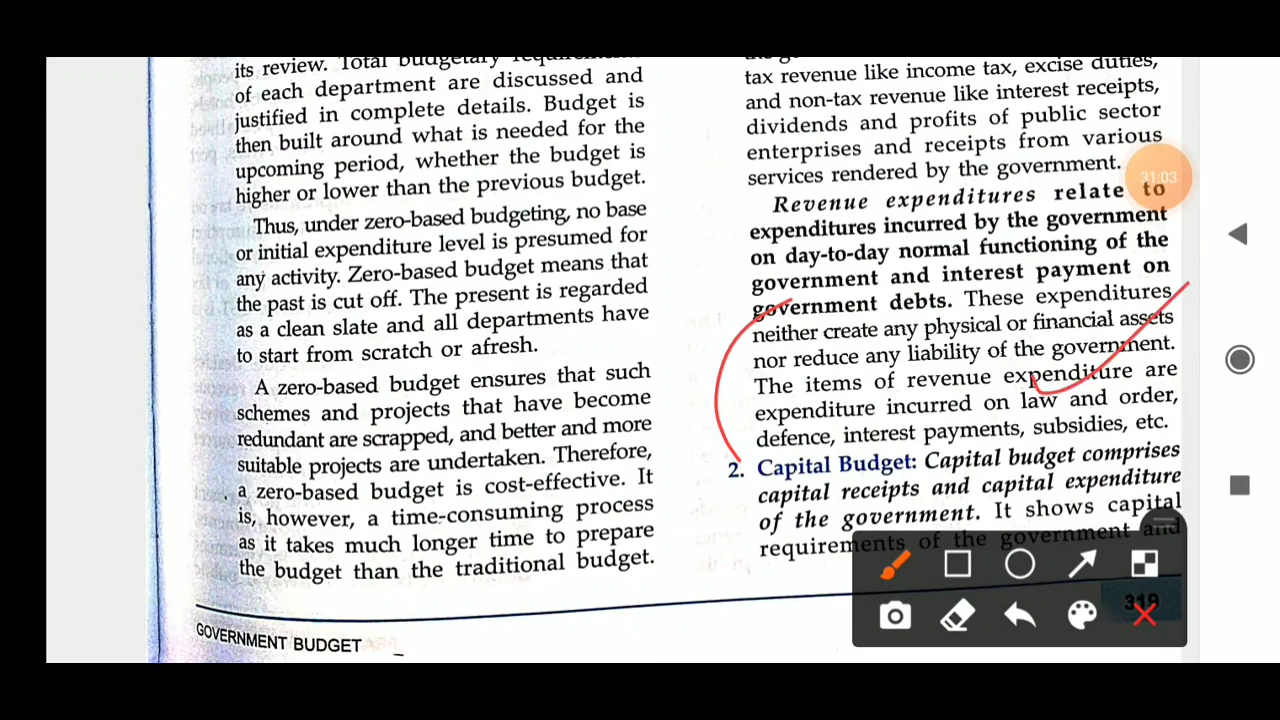 its review. Total budgetary
of each department are discussed and
justified in complete details. Budget is
then built around what is needed for the
upcoming period, whether the budget is
higher or lower than the previous budget.
Thus, under zero-based budgeting, no base
or initial expenditure level is presumed for
any activity. Zero-based budget means that
the past is cut off. The present is regarded
as a clean slate and all departments have
to start from scratch or afresh.
A zero-based budget ensures that such
schemes and projects that have become
redundant are scrapped, and better and more
suitable projects are undertaken. Therefore,
a zero-based budget is cost-effective. It
is, however, a time-consuming process
as it takes much longer time to prepare
the budget than the traditional budget.
GOVERNMENT BUDGET
tax revenue like income tax, excise duties,
and non-tax revenue like interest receipts,
dividends and profits of public sector
enterprises and receipts from various
services rendered by the government.
31:03
Revenue expenditures relate to
expenditures incurred by the government
on day-to-day normal functioning of the
government and interest payment on
government debts. These expenditures
neither create any physical or financial assets
nor reduce any liability of the government.
The items of revenue expenditure are
expenditure incurred on law and order,
defence, interest payments, subsidies, etc.
2. Capital Budget: Capital budget comprises
capital receipts and capital expenditure
of the government. It shows capital
requirements of the government and
319